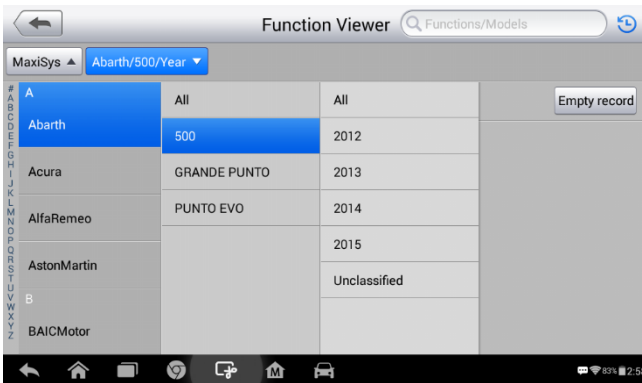 Function Viewer
Functions/Models
MaxiSys ▲
Abarth/500/Year ▼
#
A
B
C
D
E
F
G
H
I
J
K
L
M
N
O
P
Q
R
S
T
U
V
W
X
Y
Z
A
Abarth
Acura
AlfaRemeo
AstonMartin
B
BAICMotor
All
500
GRANDE PUNTO
PUNTO EVO
All
2012
2013
2014
2015
Unclassified
Empty record
M
83%